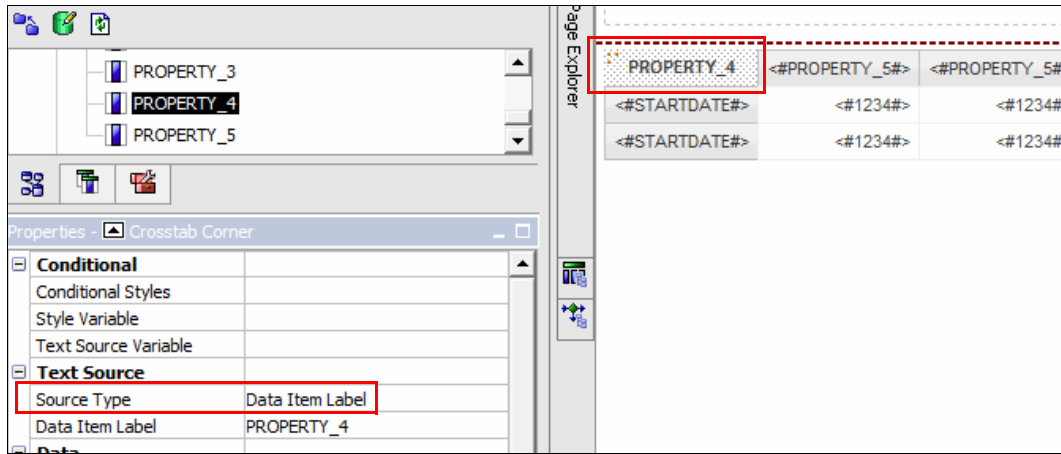 PROPERTY_3
PROPERTY_4
PROPERTY_5
Properties - Crosstab Corner
Conditional
Conditional Styles
Style Variable
Text Source Variable
Text Source
Source Type Data Item Label
Data Item Label PROPERTY_4
Data
Page Explorer
PROPERTY_4 <#PROPERTY_5#> <#PROPERTY_5#
<#STARTDATE#> <#1234#> <#1234#
<#STARTDATE#> <#1234#> <#1234#